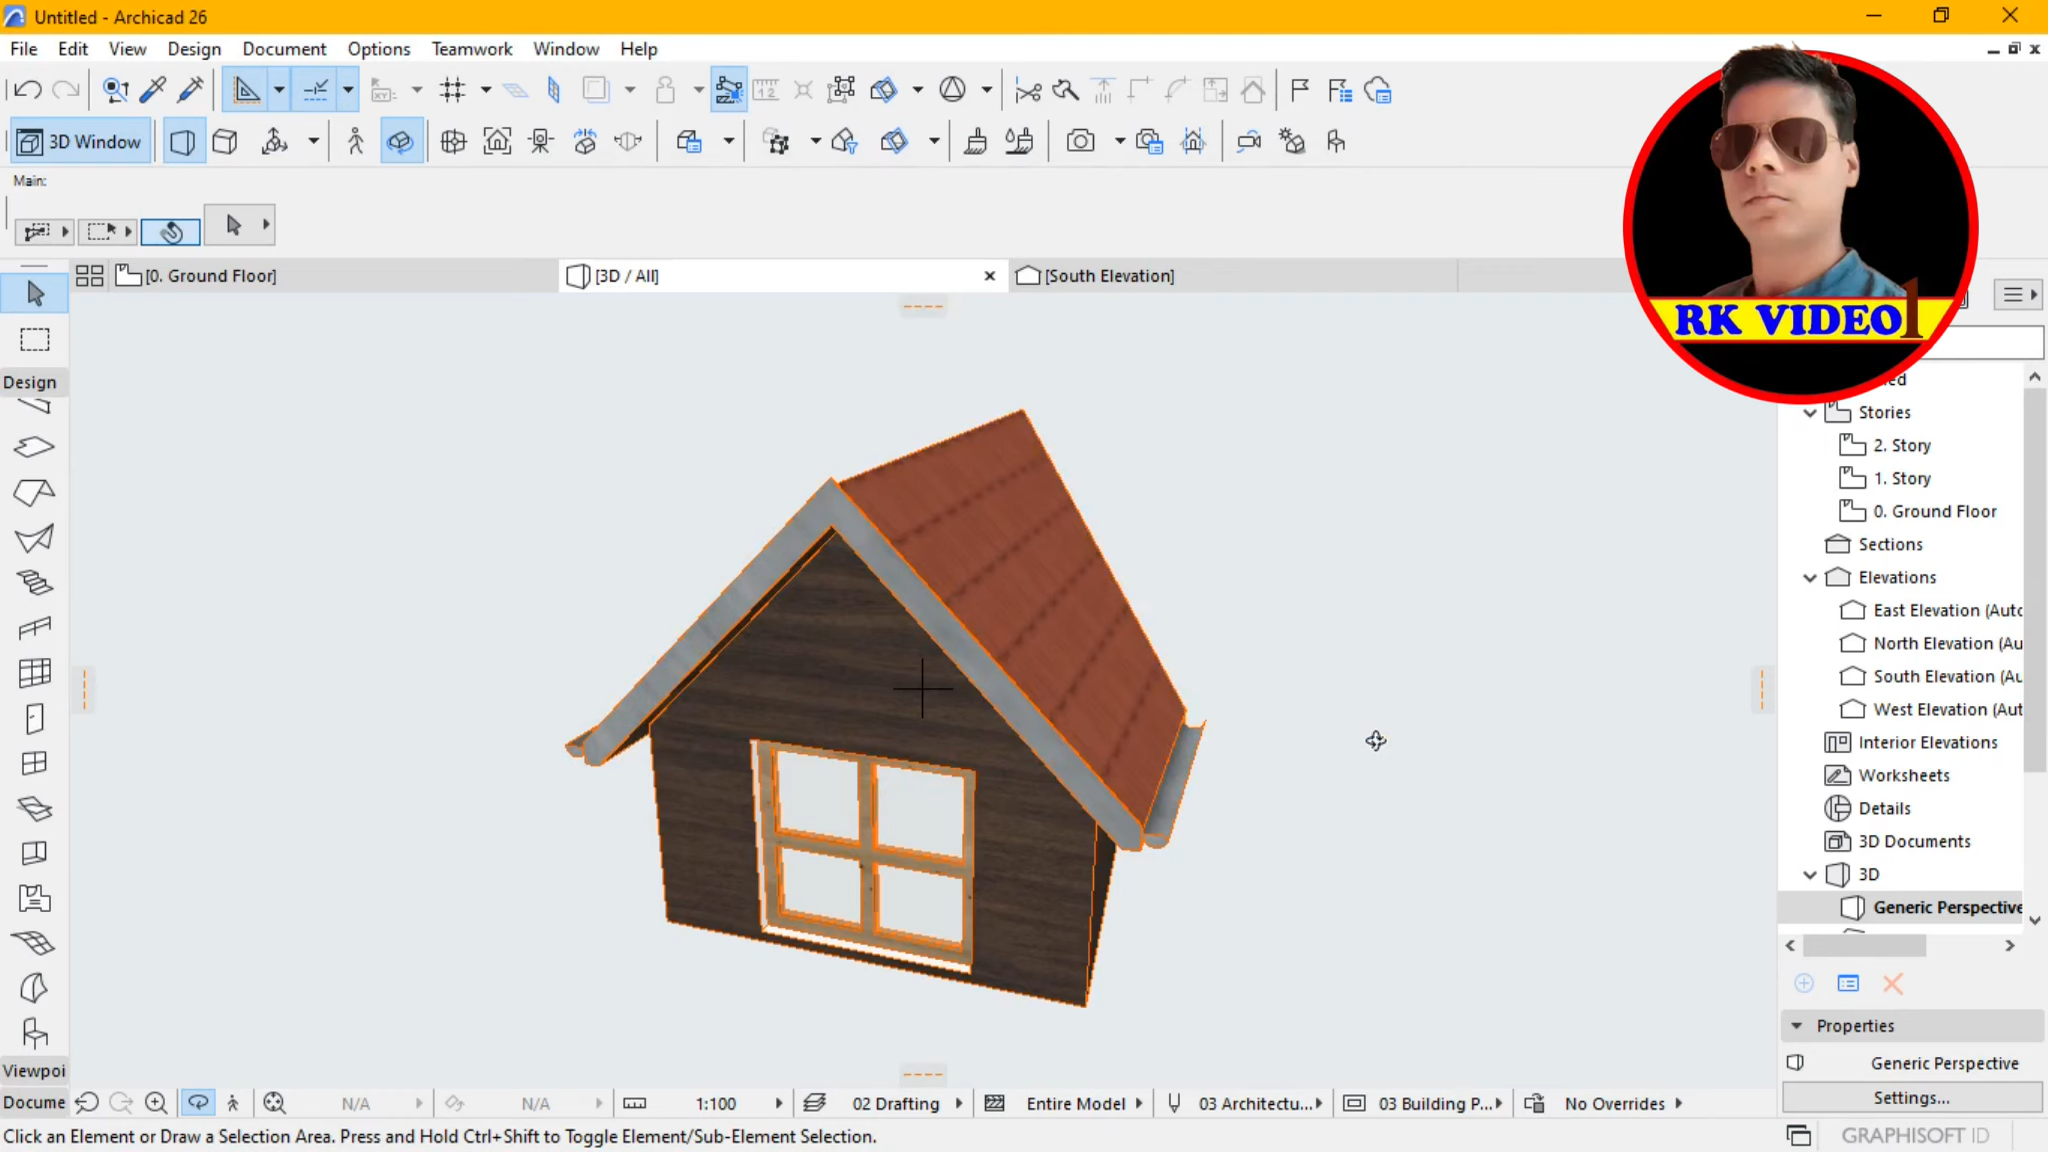 Untitled - Archicad 26
File Edit View Design Document Options Teamwork Window Help
3D Window
Main:
[0. Ground Floor] [3D / All] [South Elevation]
RK VIDEO1
Design
Stories
2. Story
1. Story
0. Ground Floor
Sections
Elevations
East Elevation (Auto
North Elevation (Au
South Elevation (Au
West Elevation (Aut
Interior Elevations
Worksheets
Details
3D Documents
3D
Generic Perspective
Properties
Generic Perspective
Settings...
Viewpoi
Docume
N/A N/A 1:100 02 Drafting Entire Model 03 Architectu... 03 Building P... No Overrides
Click an Element or Draw a Selection Area. Press and Hold Ctrl+Shift to Toggle Element/Sub-Element Selection.
GRAPHISOFT ID